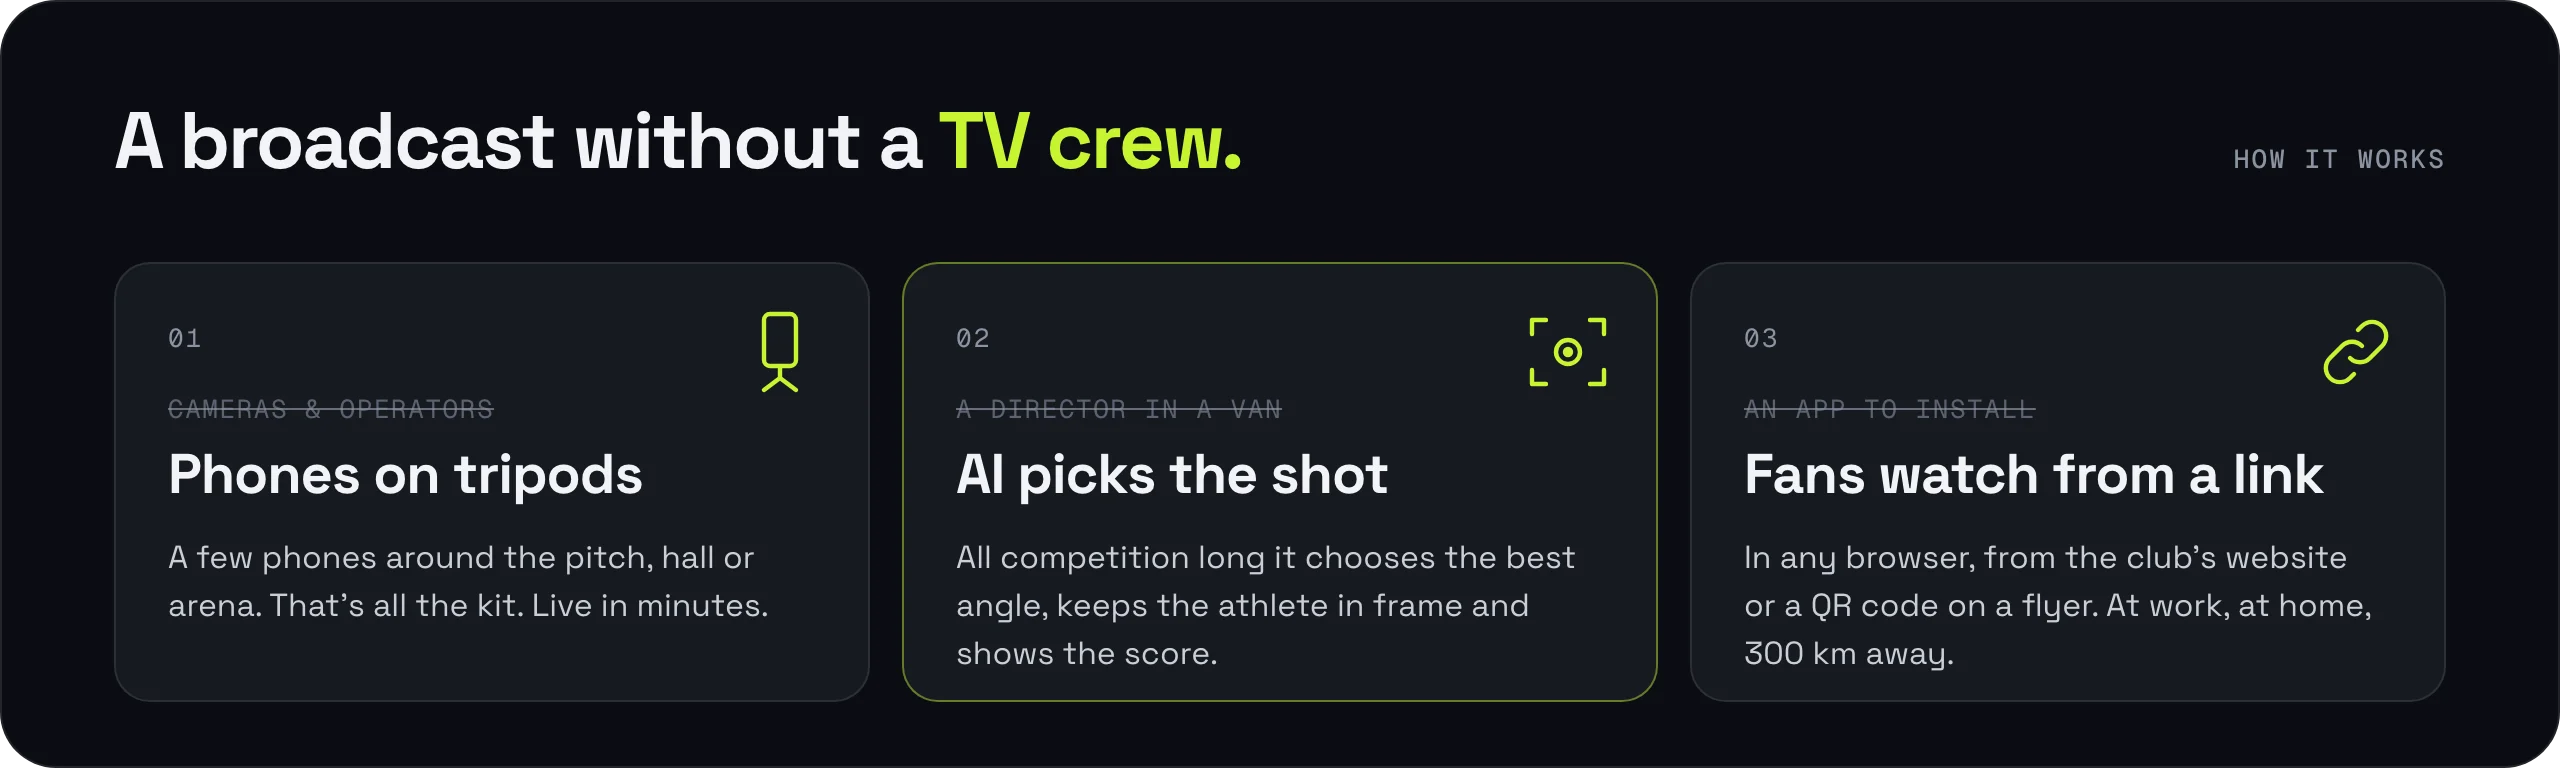 A broadcast without a TV crew.
HOW IT WORKS
01
CAMERAS & OPERATORS
Phones on tripods
A few phones around the pitch, hall or
arena. That's all the kit. Live in minutes.
02
A DIRECTOR IN A VAN
AI picks the shot
All competition long it chooses the best
angle, keeps the athlete in frame and
shows the score.
03
AN APP TO INSTALL
Fans watch from a link
In any browser, from the club's website
or a QR code on a flyer. At work, at home,
300 km away.